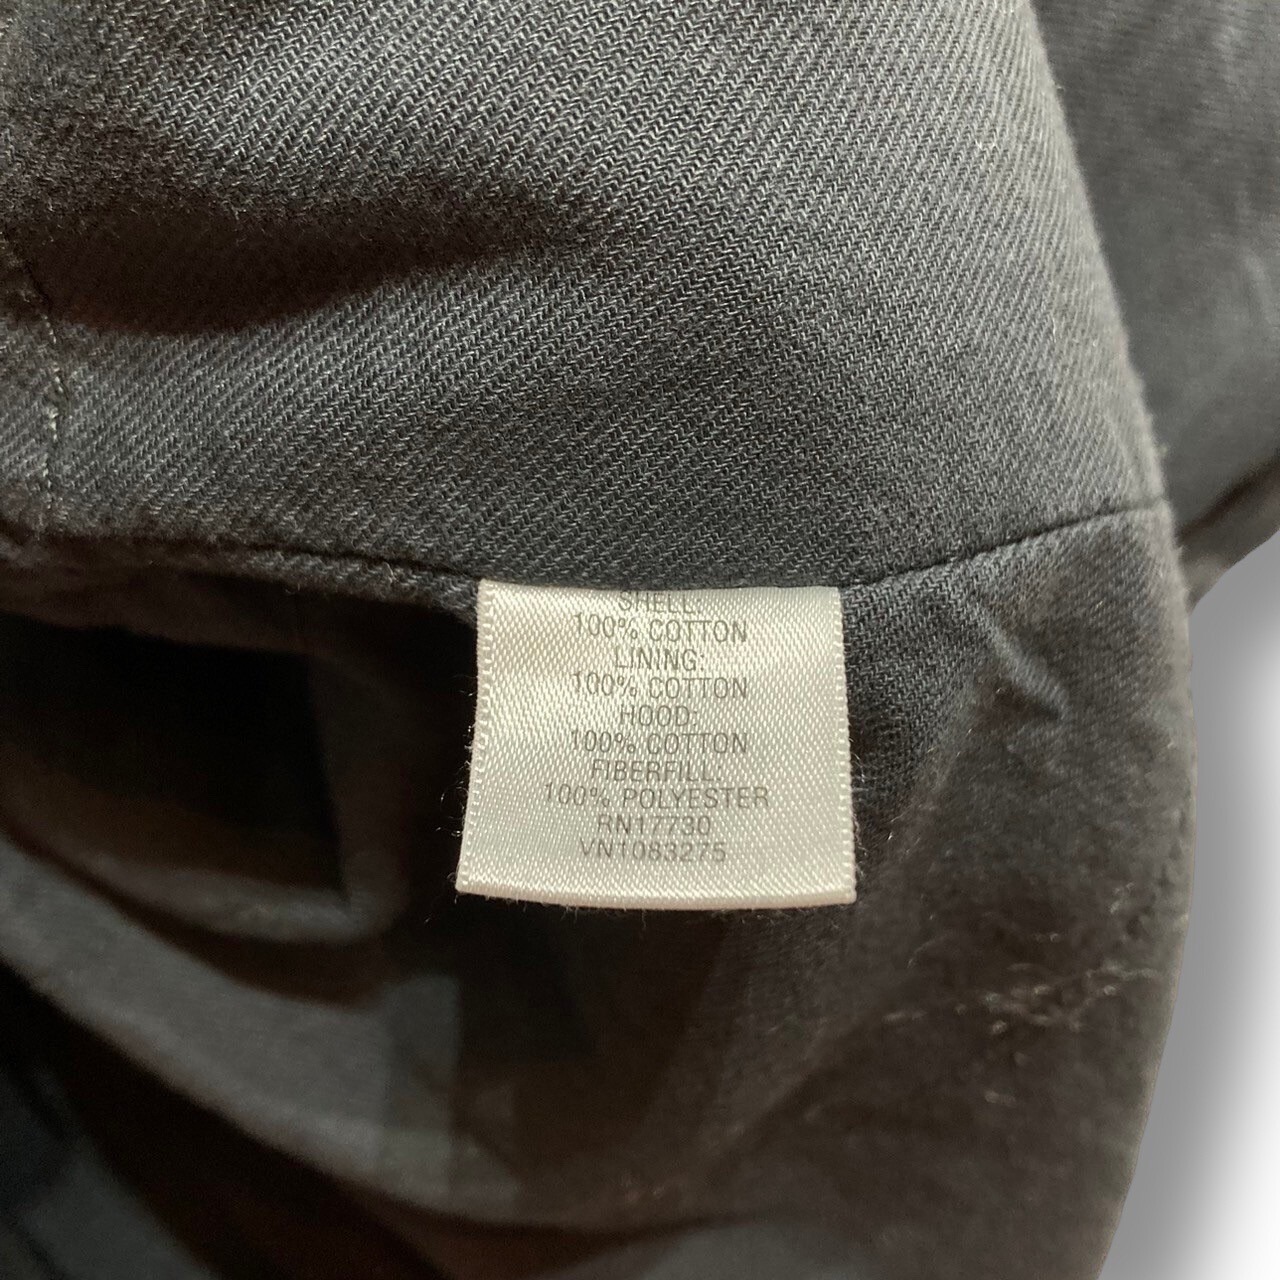 SHELL:
100% COTTON
LINING:
100% COTTON
HOOD:
100% COTTON
FIBERFILL:
100% POLYESTER
RN17730
VN1083275